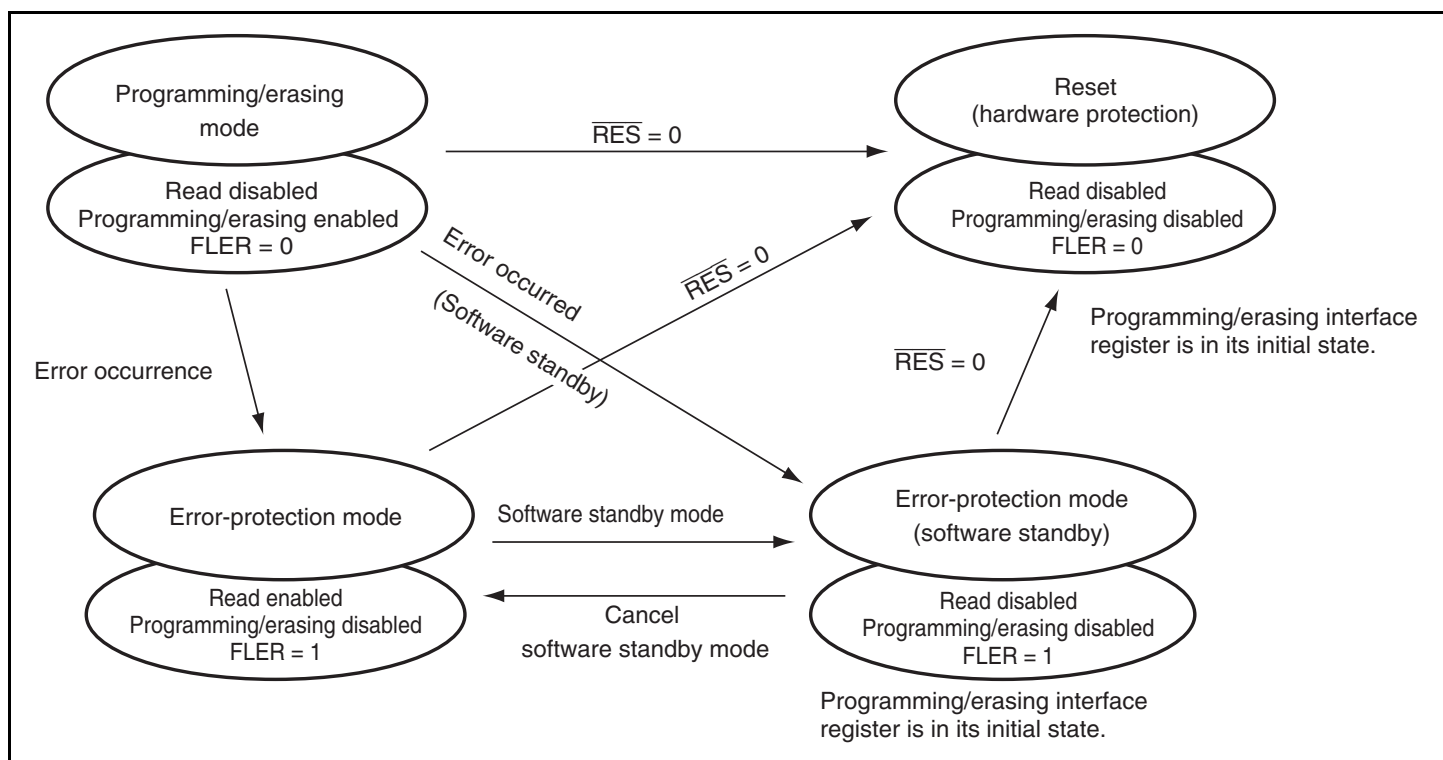 Programming/erasing
mode
Read disabled
Programming/erasing enabled
FLER = 0
R̅E̅S̅ = 0
Reset
(hardware protection)
Read disabled
Programming/erasing disabled
FLER = 0
Programming/erasing interface
register is in its initial state.
Error occurred
(Software standby)
R̅E̅S̅ = 0
R̅E̅S̅ = 0
Error occurrence
Error-protection mode
Read enabled
Programming/erasing disabled
FLER = 1
Software standby mode
Cancel
software standby mode
Error-protection mode
(software standby)
Read disabled
Programming/erasing disabled
FLER = 1
Programming/erasing interface
register is in its initial state.